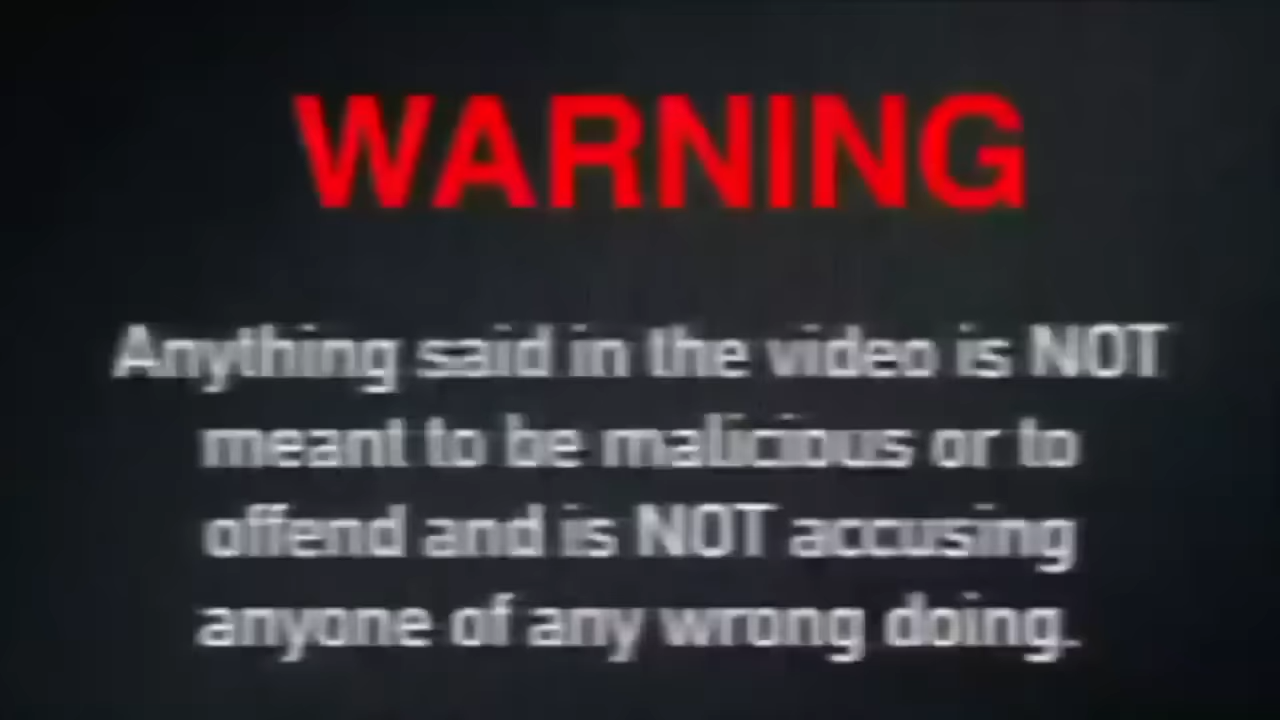 WARNING
Anything said in the video is NOT
meant to be malicious or to
offend and is NOT accusing
anyone of any wrong doing.